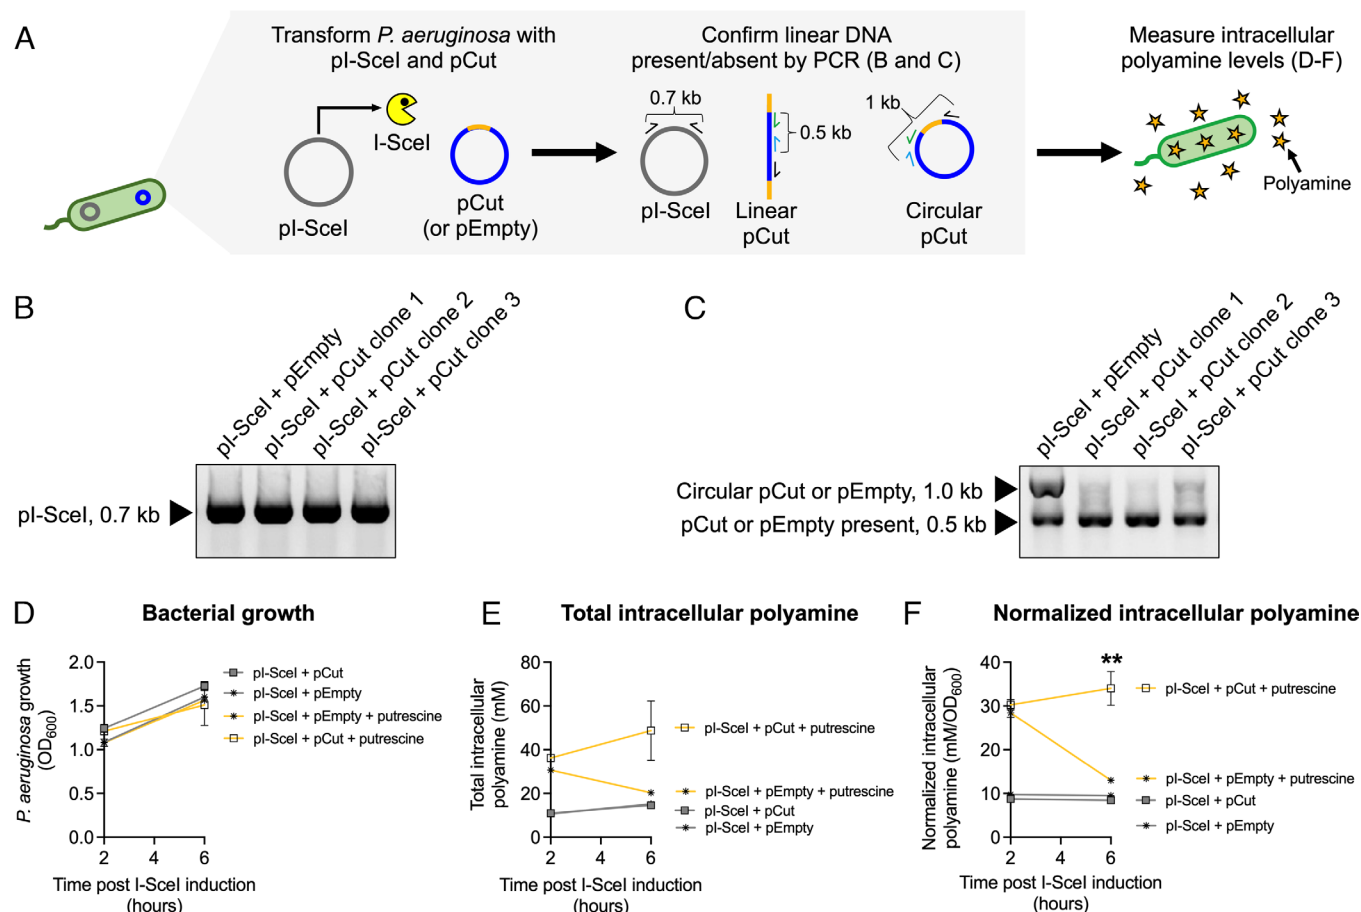 A
Transform P. aeruginosa with
pI-SceI and pCut
I-SceI
pI-SceI
pCut
(or pEmpty)
Confirm linear DNA
present/absent by PCR (B and C)
0.7 kb
0.5 kb
1 kb
pI-SceI
Linear
pCut
Circular
pCut
Measure intracellular
polyamine levels (D-F)
Polyamine
B
pI-SceI + pEmpty
pI-SceI + pCut clone 1
pI-SceI + pCut clone 2
pI-SceI + pCut clone 3
pI-SceI, 0.7 kb
C
pI-SceI + pEmpty
pI-SceI + pCut clone 1
pI-SceI + pCut clone 2
pI-SceI + pCut clone 3
Circular pCut or pEmpty, 1.0 kb
pCut or pEmpty present, 0.5 kb
D
Bacterial growth
P. aeruginosa growth
(OD600)
2.0
1.5
1.0
0.5
0.0
2 4 6
Time post I-SceI induction
(hours)
pI-SceI + pCut
pI-SceI + pEmpty
pI-SceI + pEmpty + putrescine
pI-SceI + pCut + putrescine
E
Total intracellular polyamine
Total intracellular
polyamine (mM)
80
60
40
20
0
2 4 6
Time post I-SceI induction
(hours)
pI-SceI + pCut + putrescine
pI-SceI + pEmpty + putrescine
pI-SceI + pCut
pI-SceI + pEmpty
F
Normalized intracellular polyamine
Normalized intracellular
polyamine (mM/OD600)
40
30
20
10
0
**
2 4 6
Time post I-SceI induction
(hours)
pI-SceI + pCut + putrescine
pI-SceI + pEmpty + putrescine
pI-SceI + pCut
pI-SceI + pEmpty